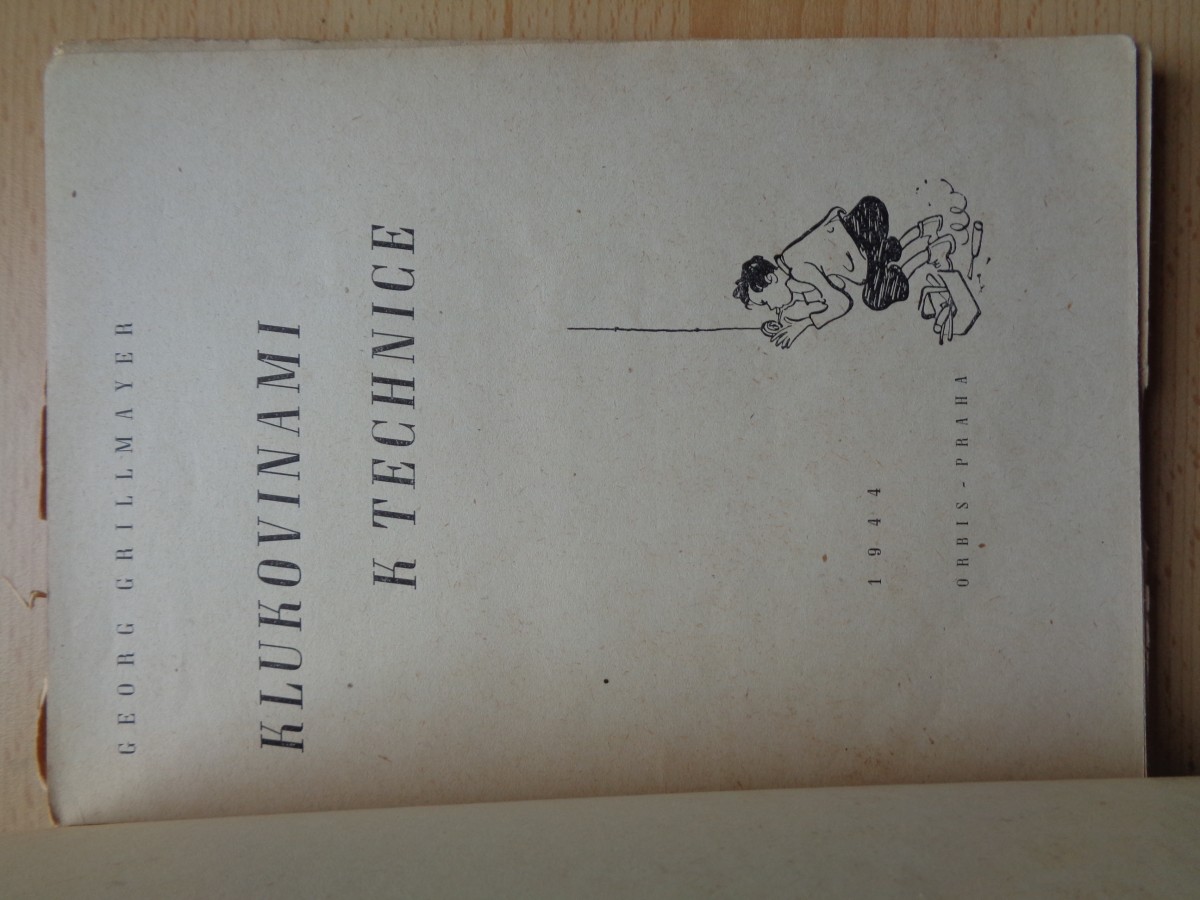 GEORG GRILLMAYER
KLUKOVINAMI
K TECHNICE
1944
ORBIS - PRAHA